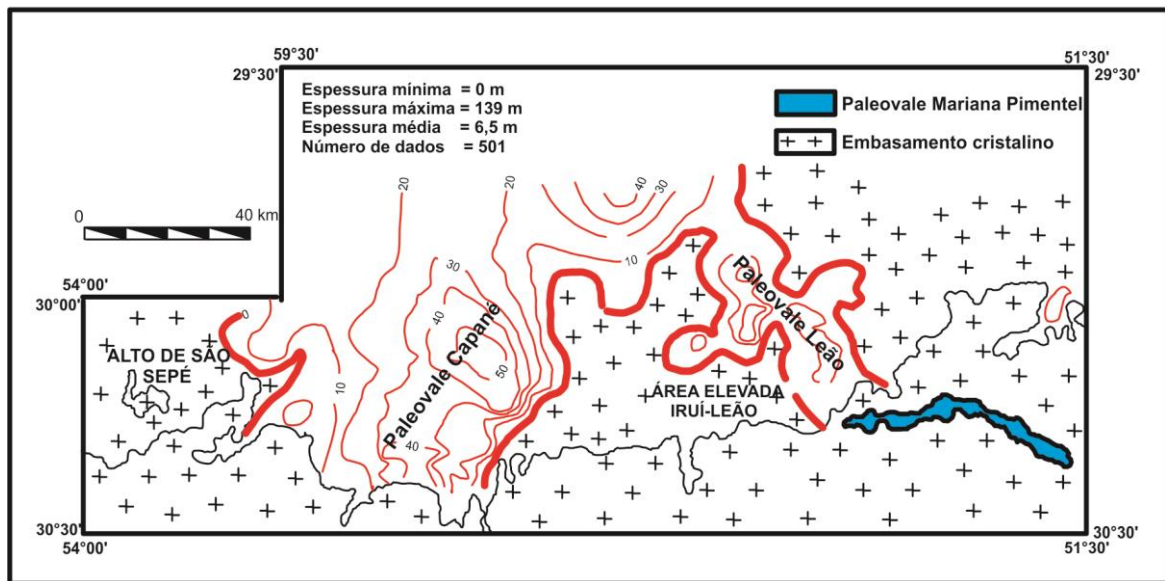 59°30'
29°30'
51°30'
29°30'
Espessura mínima = 0 m
Espessura máxima = 139 m
Espessura média = 6,5 m
Número de dados = 501
Paleovale Mariana Pimentel
Embasamento cristalino
0
40 km
20
20
40
30
10
30
40
50
10
40
0
54°00'
30°00'
ALTO DE SÃO
SEPÉ
Paleovale Capané
Paleovale Leão
ÁREA ELEVADA
IRUÍ-LEÃO
30°30'
54°00'
30°30'
51°30'